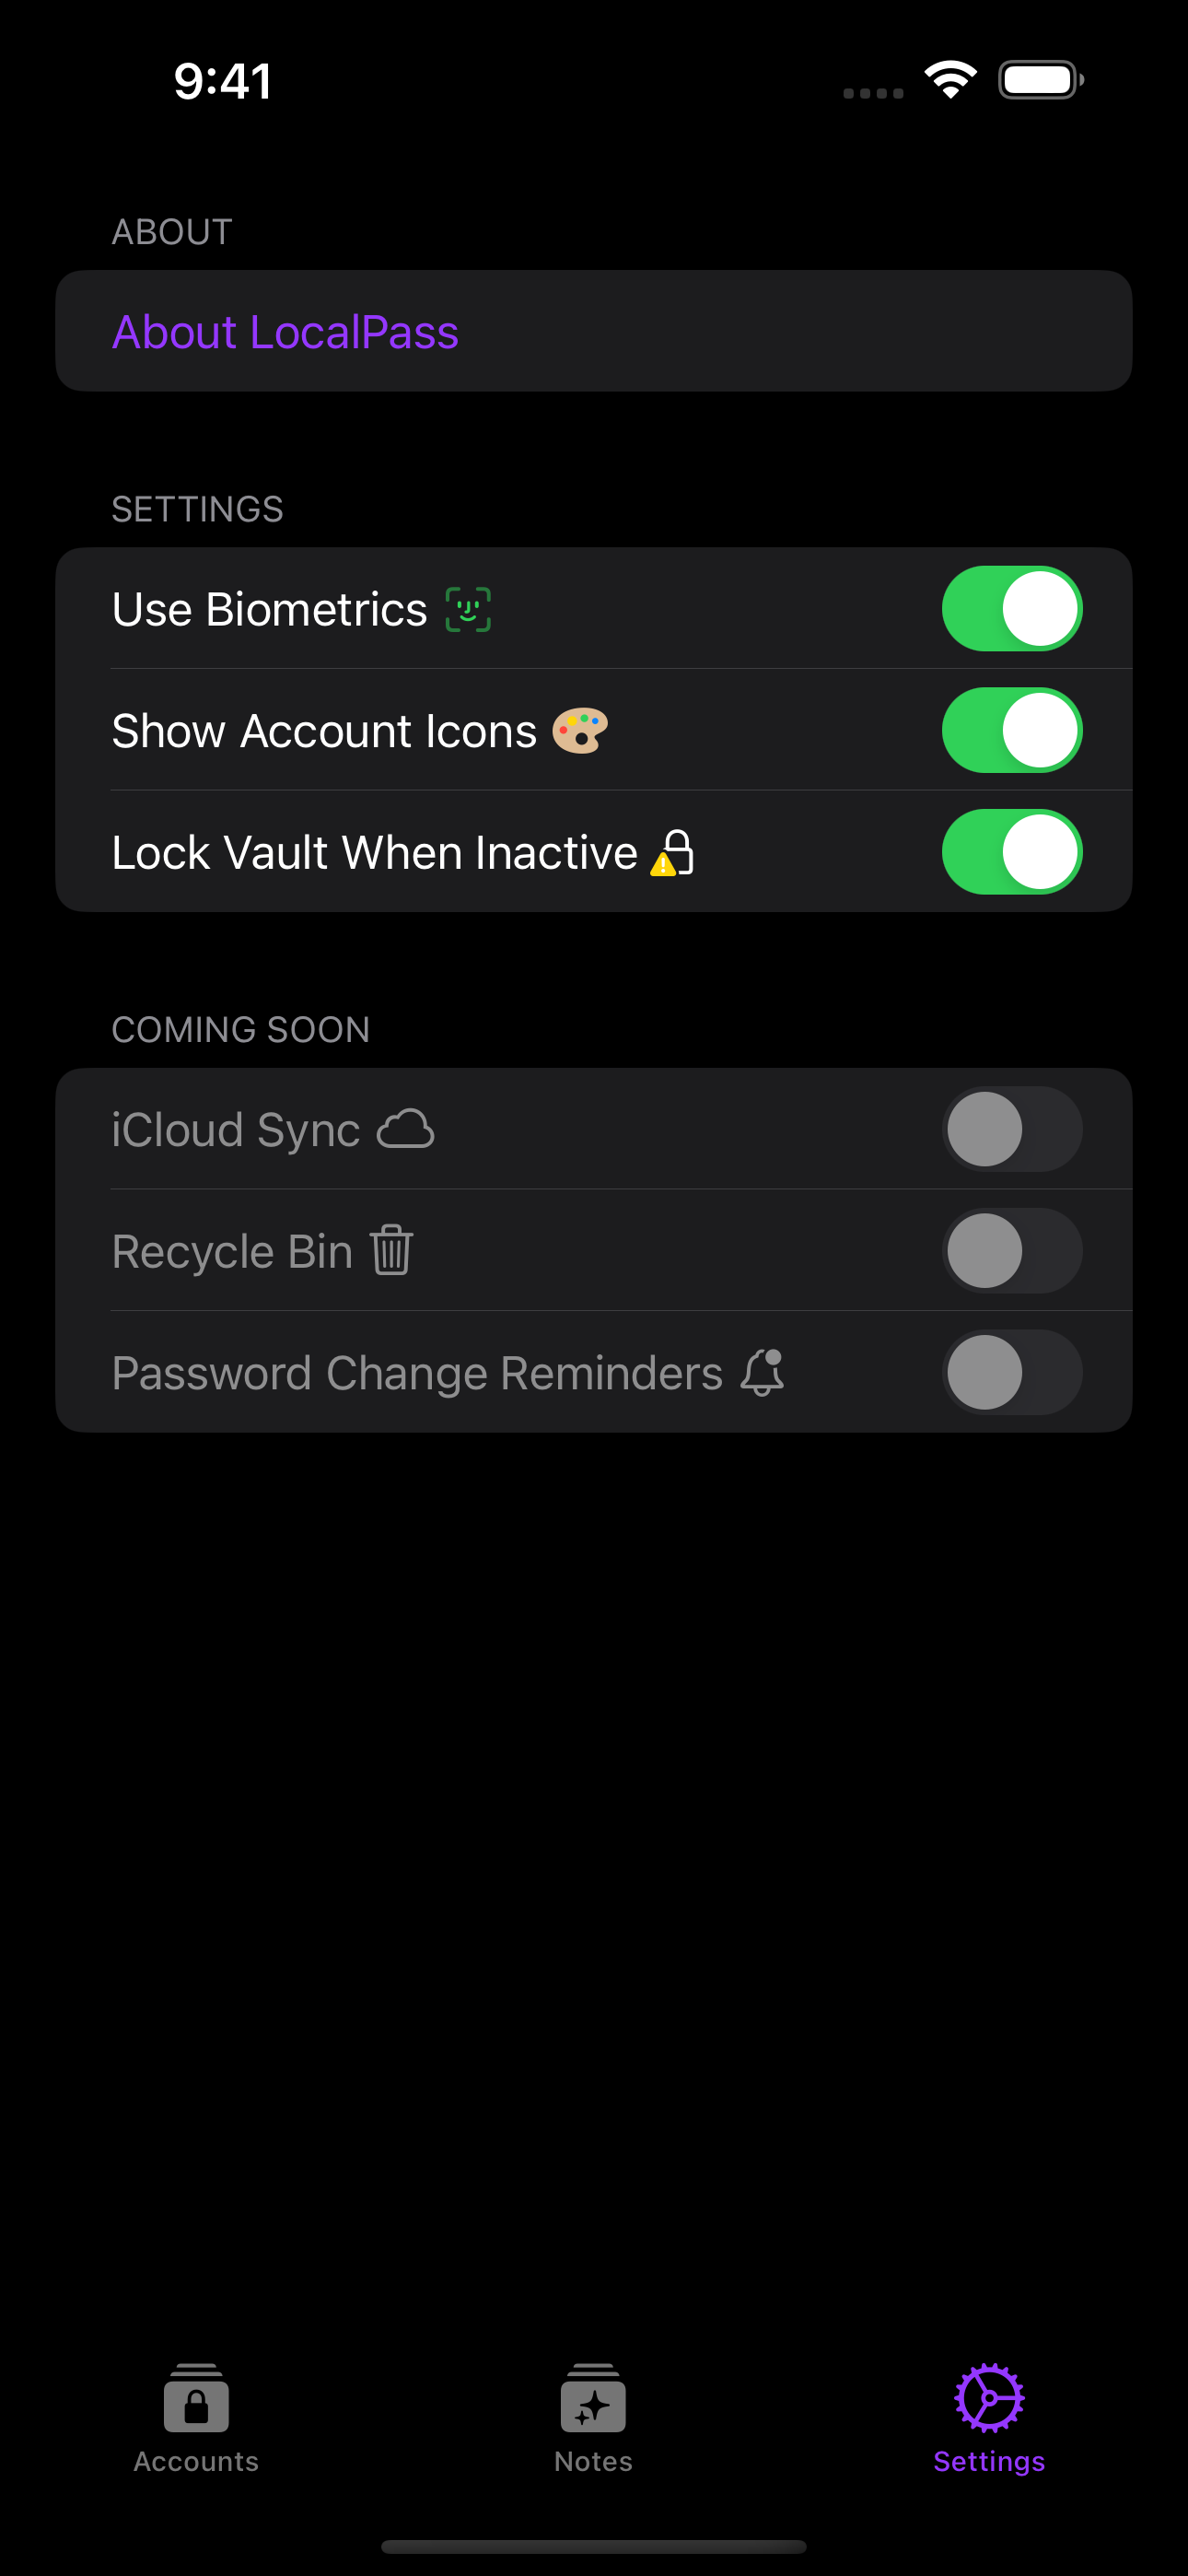 9:41
ABOUT
About LocalPass
SETTINGS
Use Biometrics
Show Account Icons
Lock Vault When Inactive
COMING SOON
iCloud Sync
Recycle Bin
Password Change Reminders
Accounts
Notes
Settings